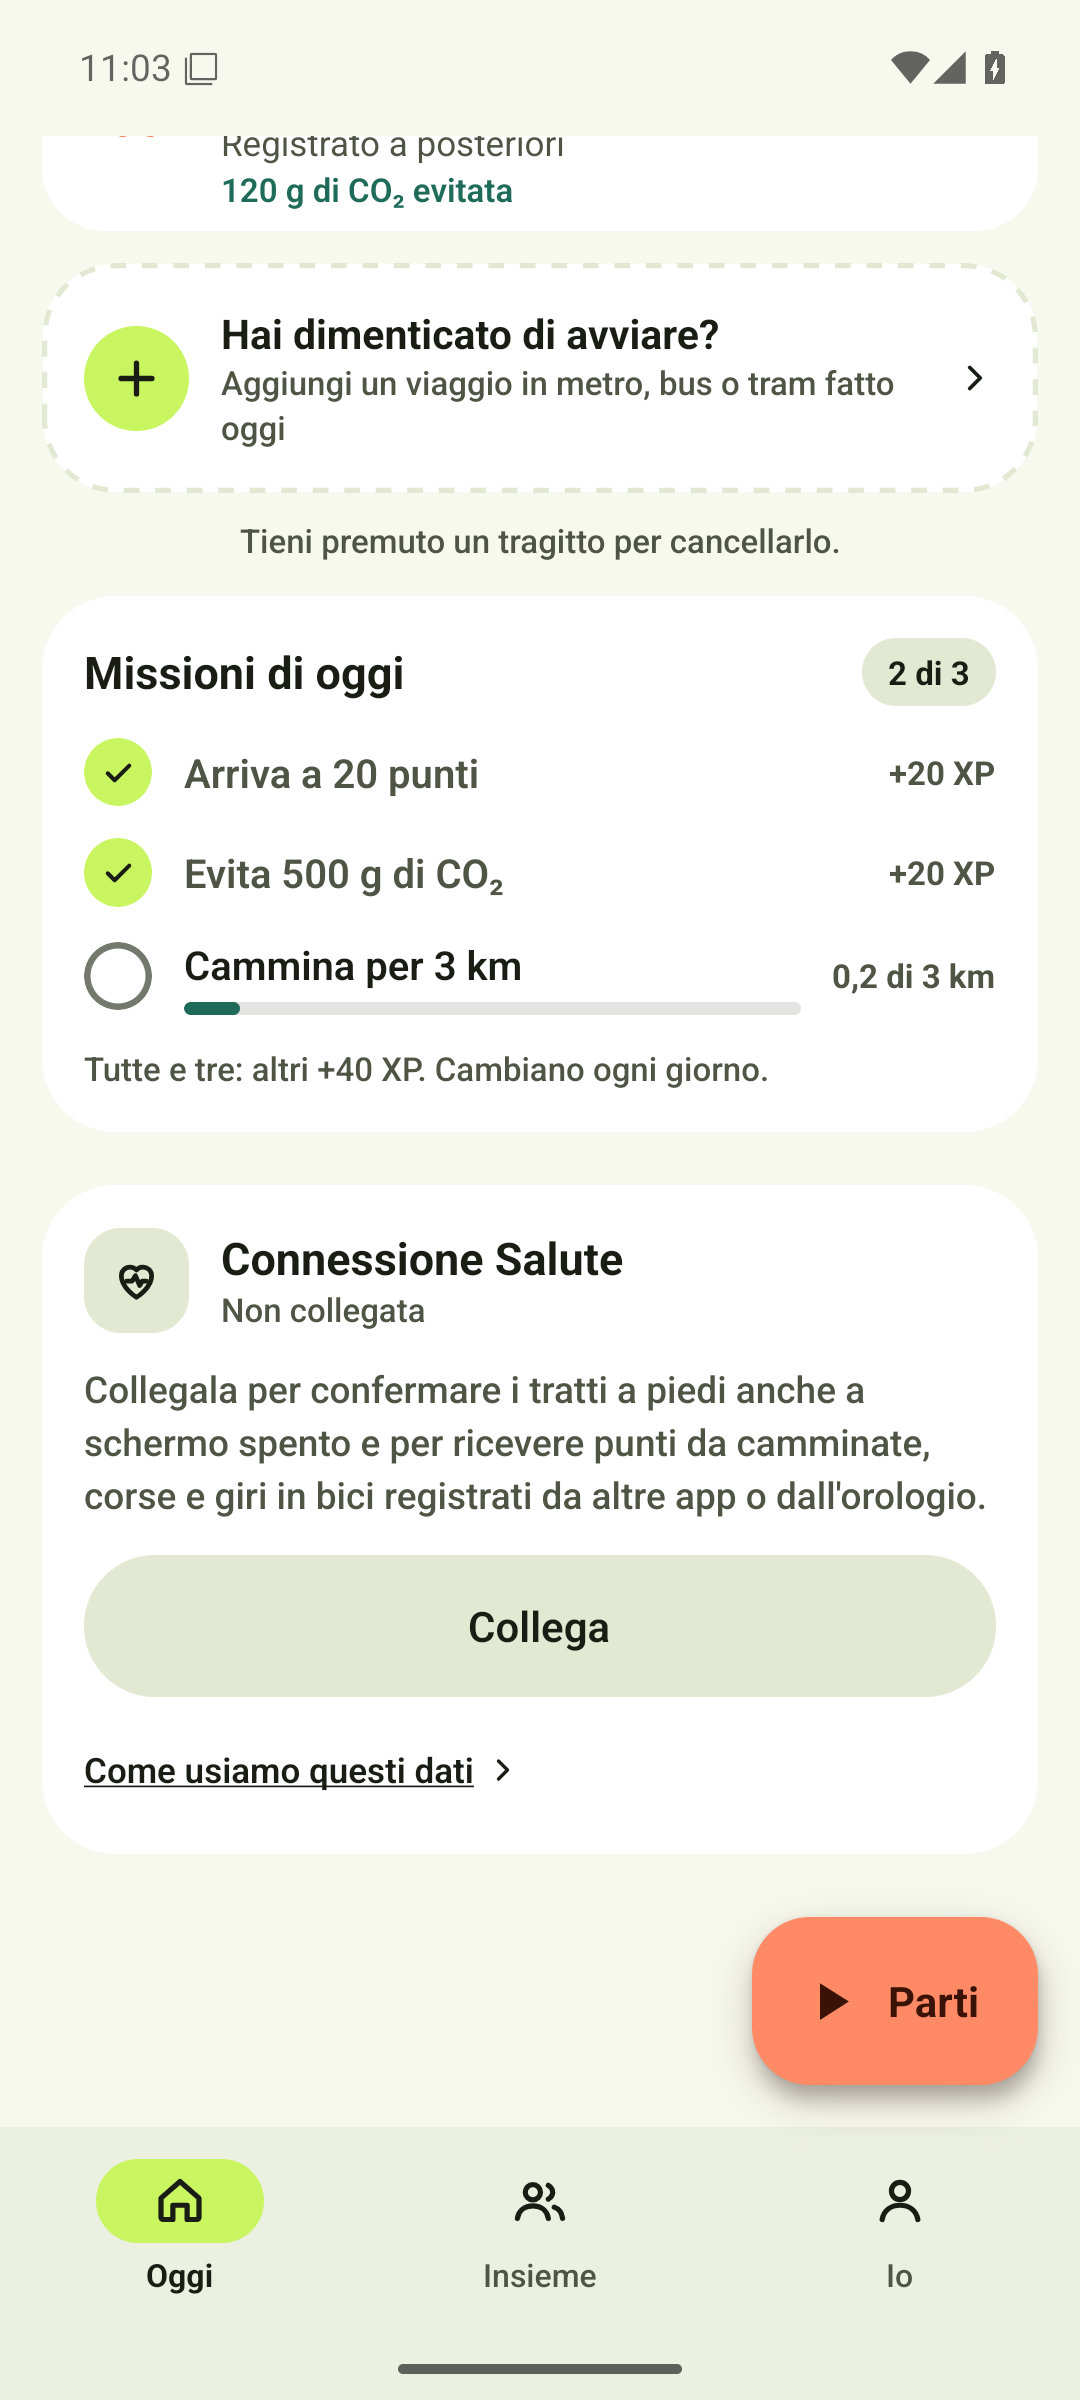 11:03
Registrato a posteriori
120 g di CO₂ evitata
Hai dimenticato di avviare?
Aggiungi un viaggio in metro, bus o tram fatto
oggi
Tieni premuto un tragitto per cancellarlo.
Missioni di oggi
2 di 3
Arriva a 20 punti
+20 XP
Evita 500 g di CO₂
+20 XP
Cammina per 3 km
0,2 di 3 km
Tutte e tre: altri +40 XP. Cambiano ogni giorno.
Connessione Salute
Non collegata
Collegala per confermare i tratti a piedi anche a
schermo spento e per ricevere punti da camminate,
corse e giri in bici registrati da altre app o dall'orologio.
Collega
Come usiamo questi dati
Parti
Oggi
Insieme
Io